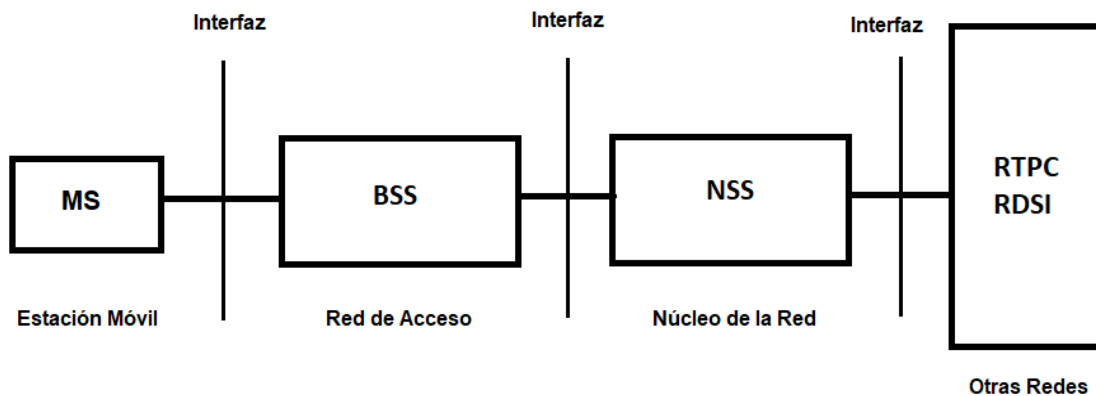 Interfaz
Interfaz
Interfaz
MS
BSS
NSS
RTPC
RDSI
Estación Móvil
Red de Acceso
Núcleo de la Red
Otras Redes